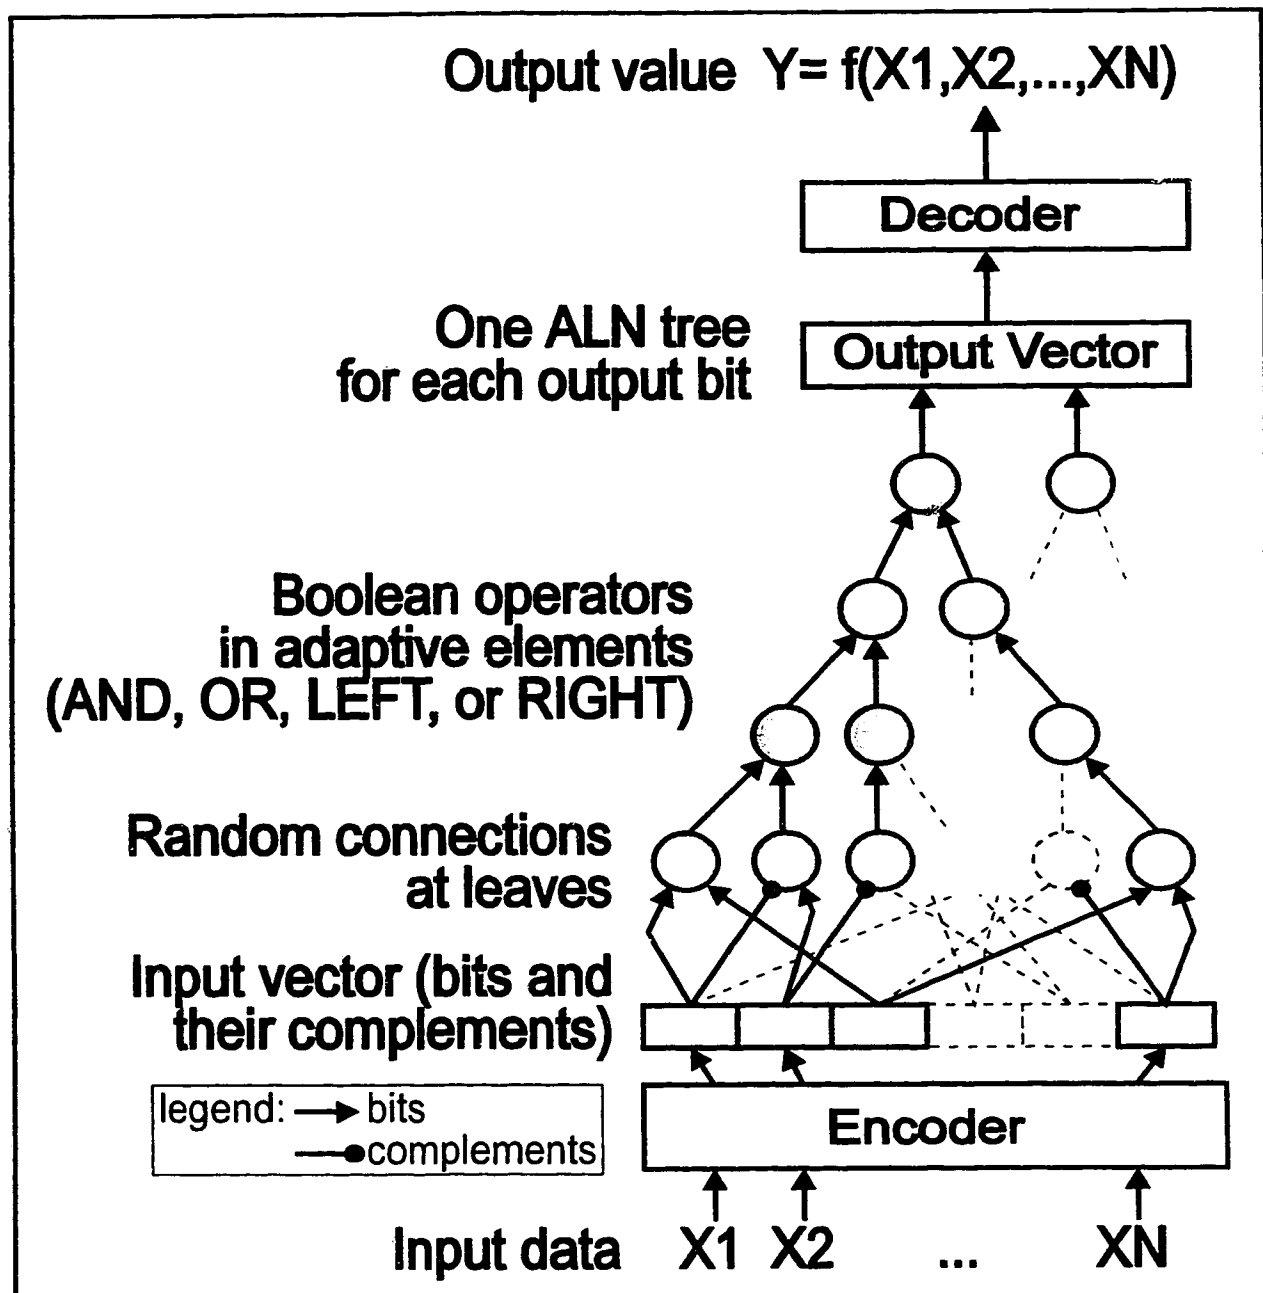 Output value Y= f(X1,X2,...,XN)
Decoder
One ALN tree
for each output bit
Output Vector
Boolean operators
in adaptive elements
(AND, OR, LEFT, or RIGHT)
Random connections
at leaves
Input vector (bits and
their complements)
legend: bits
complements
Encoder
Input data X1 X2 ... XN